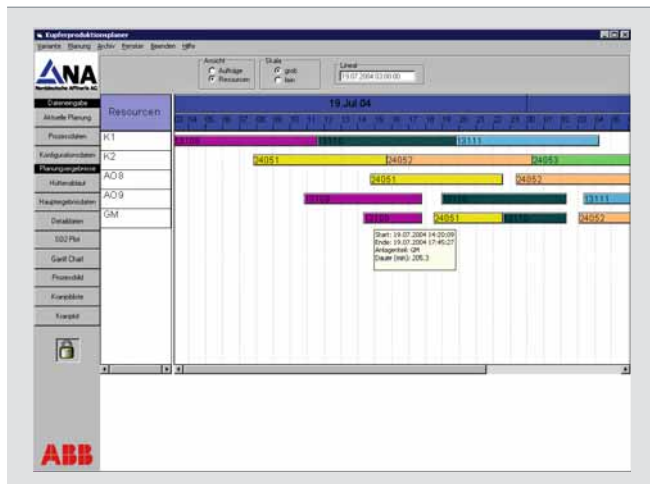 Kupferproduktionsplaner
Variante Planung Archiv Fenster Beenden Hilfe
NA
Norddeutsche Affinerie AG
Ansicht
Aufträge
Ressourcen
Skala
grob
fein
Lineal
19.07.2004 03:00:00
Dateneingabe
Aktuelle Planung
Prozessdaten
Konfigurationsdaten
Planungsergebnisse
Hüttenablauf
Hauptergebnisdaten
Detaildaten
SO2 Plot
Gantt Chart
Prozessbild
Kranpibliste
Kranplot
Resourcen
19.Jul 04
K1
13109
13110
13111
K2
24051
24052
24053
AO8
24051
24052
AO9
13109
13110
13111
GM
13109
24051
13110
24052
Start: 19.07.2004 14:20:09
Ende: 19.07.2004 17:45:27
Anlagenteil: GM
Dauer (min): 205.3
ABB